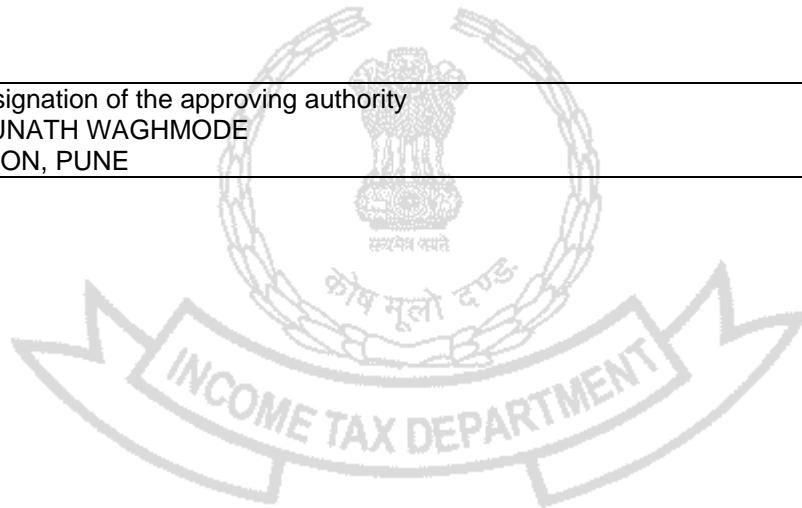 signation of the approving authority
UNATH WAGHMODE
ON, PUNE
सत्यमेव जयते
कोष मूलो दण्डः
INCOME TAX DEPARTMENT